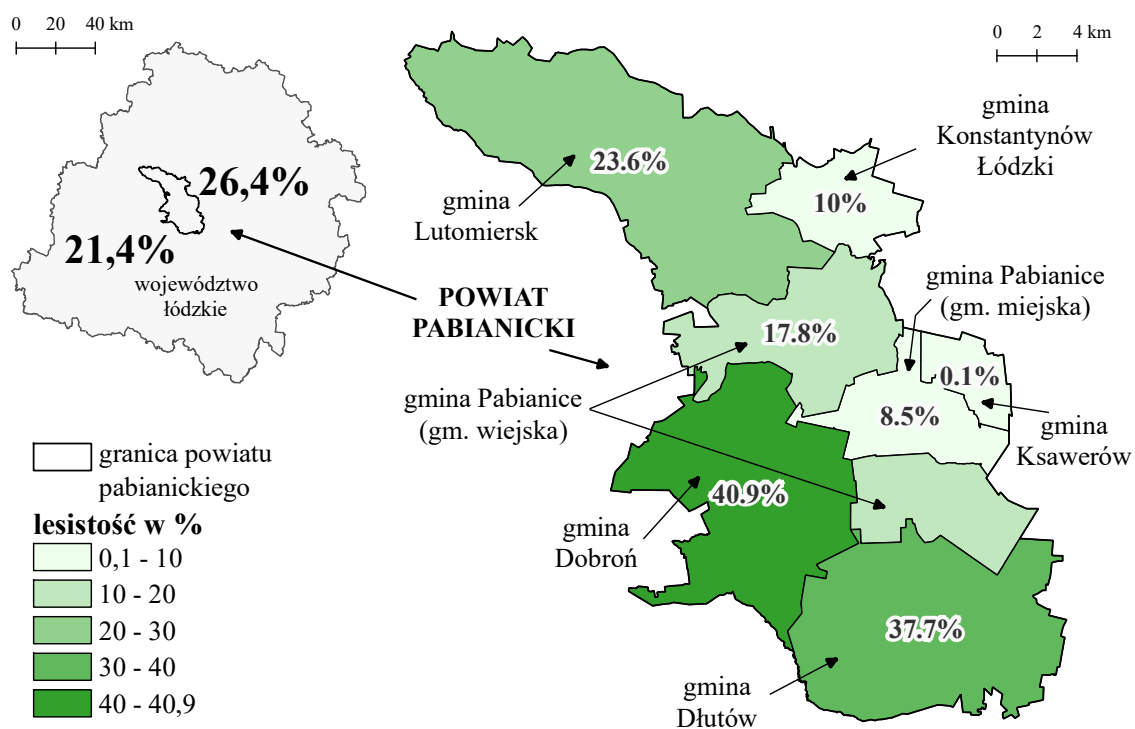 0 20 40 km
26,4%
21,4%
województwo
łódzkie
POWIAT
PABIANICKI
0 2 4 km
gmina
Konstantynów
Łódzki
23.6%
10%
gmina
Lutomiersk
gmina Pabianice
(gm. miejska)
17.8%
0.1%
8.5%
gmina Pabianice
(gm. wiejska)
gmina
Ksawerów
40.9%
gmina
Dobroń
37.7%
gmina
Dłutów
granica powiatu
pabianickiego
lesistość w %
0,1 - 10
10 - 20
20 - 30
30 - 40
40 - 40,9